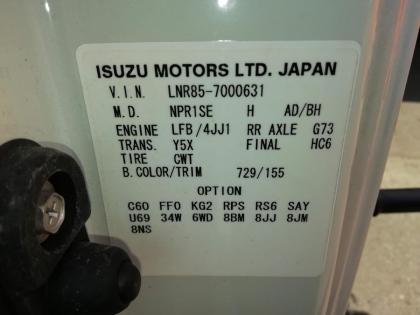 ISUZU MOTORS LTD. JAPAN
V.I.N. LNR85-7000631
M.D. NPR1SE H AD/BH
ENGINE LFB/4JJ1 RR AXLE G73
TRANS. Y5X FINAL HC6
TIRE CWT
B.COLOR/TRIM 729/155
OPTION
C60 FF0 KG2 RPS RS6 SAY
U69 34W 6WD 8BM 8JJ 8JM
8NS